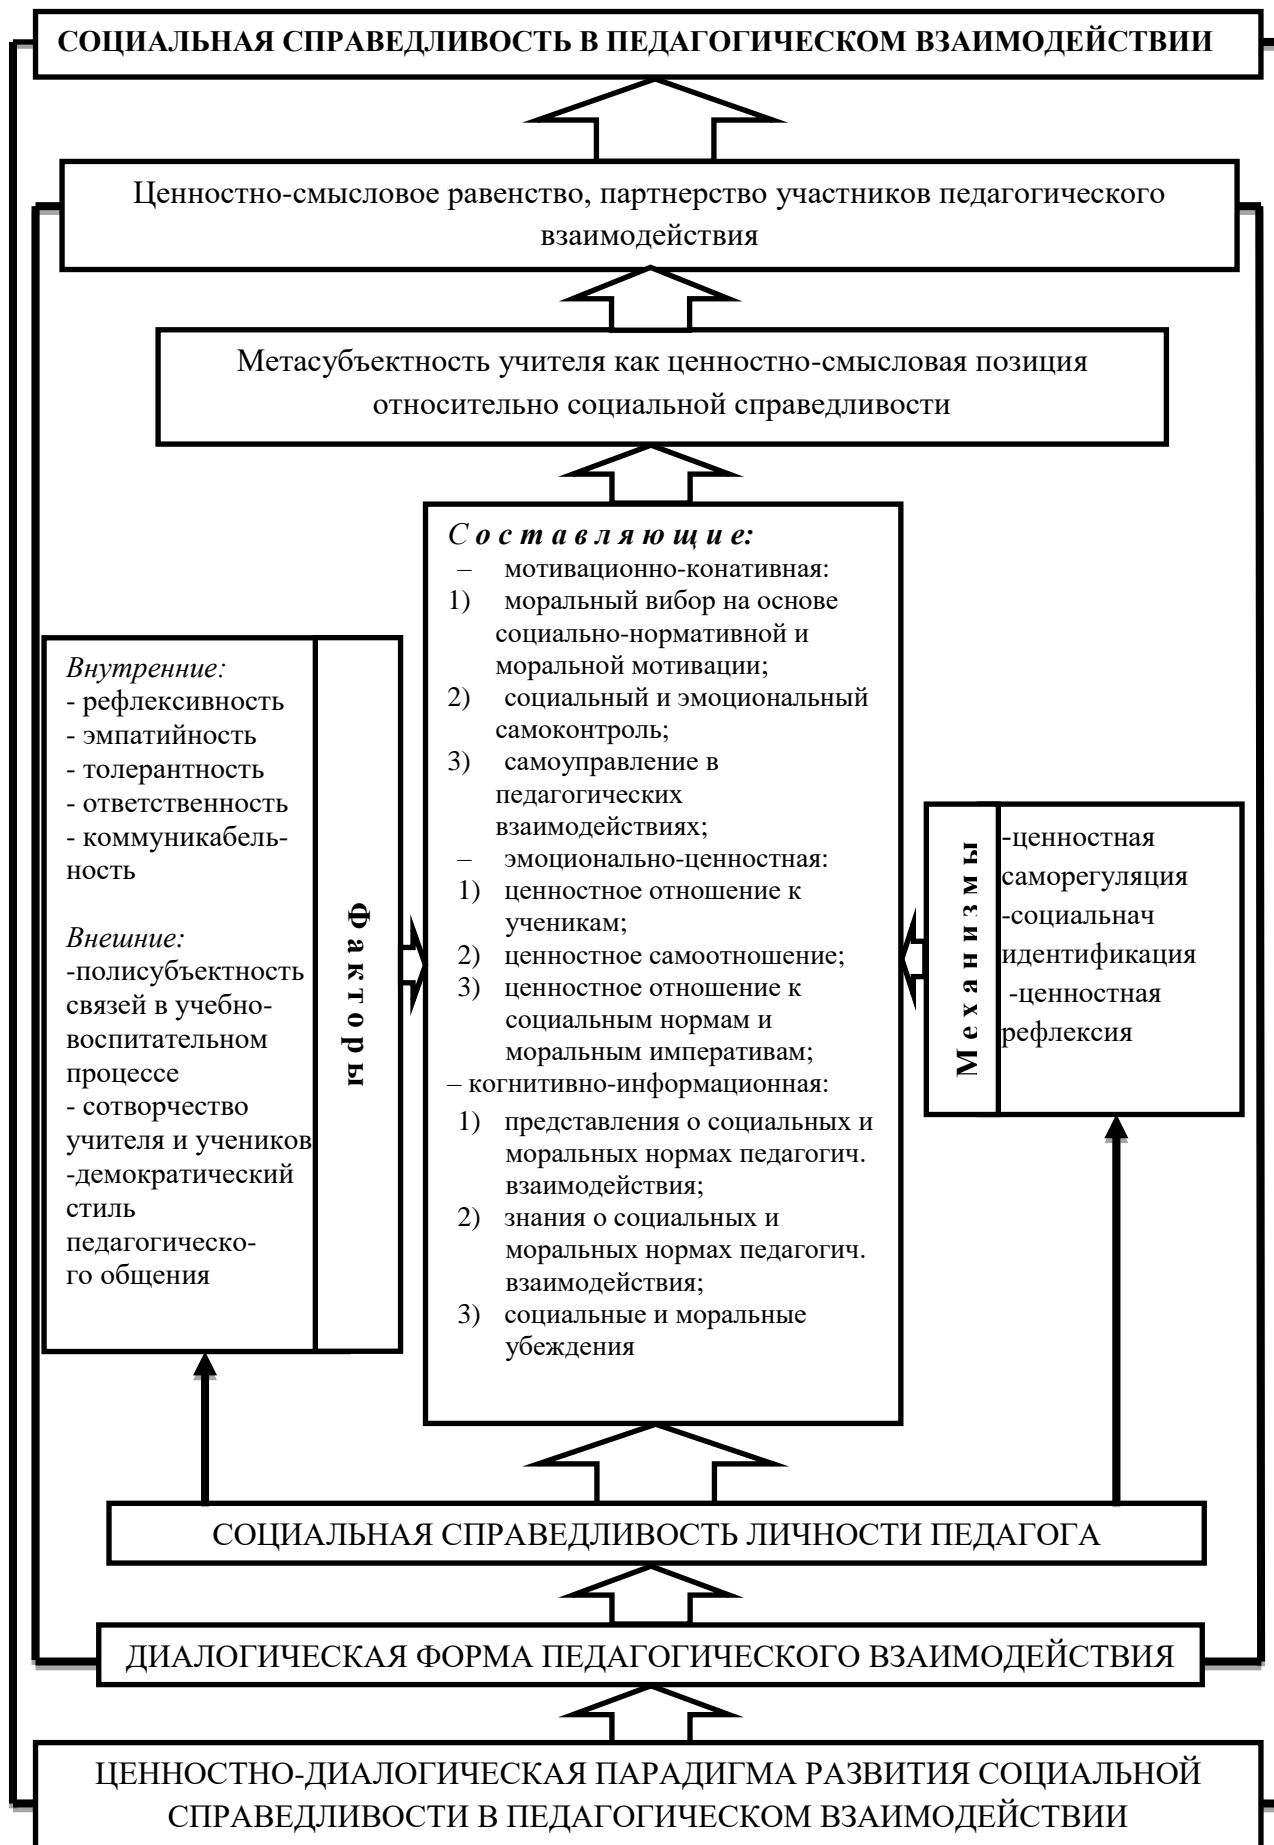 СОЦИАЛЬНАЯ СПРАВЕДЛИВОСТЬ В ПЕДАГОГИЧЕСКОМ ВЗАИМОДЕЙСТВИИ
Ценностно-смысловое равенство, партнерство участников педагогического
взаимодействия
Метасубъектность учителя как ценностно-смысловая позиция
относительно социальной справедливости
Внутренние:
- рефлексивность
- эмпатийность
- толерантность
- ответственность
- коммуникабель-
ность
Внешние:
-полисубъектность
связей в учебно-
воспитательном
процессе
- сотворчество
учителя и учеников
-демократический
стиль
педагогическо-
го общения
Ф а к т о р ы
С о с т а в л я ю щ и е:
– мотивационно-конативная:
1) моральный вибор на основе
социально-нормативной и
моральной мотивации;
2) социальный и эмоциональный
самоконтроль;
3) самоуправление в
педагогических
взаимодействиях;
– эмоционально-ценностная:
1) ценностное отношение к
ученикам;
2) ценностное самоотношение;
3) ценностное отношение к
социальным нормам и
моральным императивам;
– когнитивно-информационная:
1) представления о социальных и
моральных нормах педагогич.
взаимодействия;
2) знания о социальных и
моральных нормах педагогич.
взаимодействия;
3) социальные и моральные
убеждения
М е х а н и з м ы
-ценностная
саморегуляция
-социальнач
идентификация
-ценностная
рефлексия
СОЦИАЛЬНАЯ СПРАВЕДЛИВОСТЬ ЛИЧНОСТИ ПЕДАГОГА
ДИАЛОГИЧЕСКАЯ ФОРМА ПЕДАГОГИЧЕСКОГО ВЗАИМОДЕЙСТВИЯ
ЦЕННОСТНО-ДИАЛОГИЧЕСКАЯ ПАРАДИГМА РАЗВИТИЯ СОЦИАЛЬНОЙ
СПРАВЕДЛИВОСТИ В ПЕДАГОГИЧЕСКОМ ВЗАИМОДЕЙСТВИИ